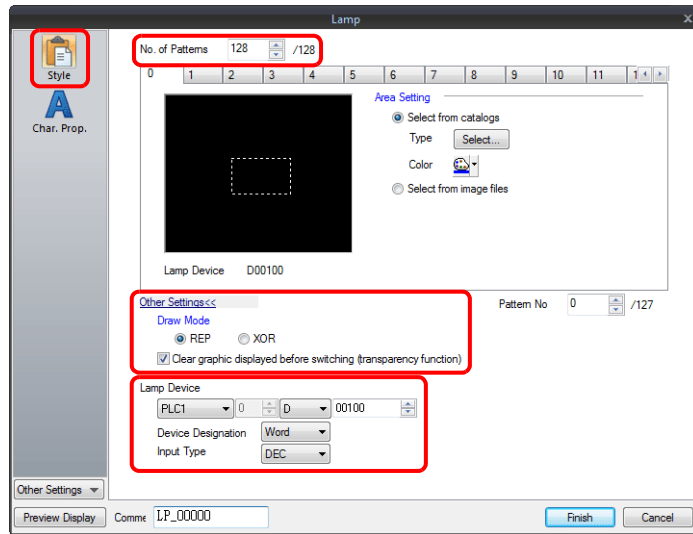 Lamp
Style
Char. Prop.
No. of Patterns 128 /128
0 1 2 3 4 5 6 7 8 9 10 11 1
Area Setting
Select from catalogs
Type Select...
Color
Select from image files
Lamp Device D00100
Other Settings<<
Pattern No 0 /127
Draw Mode
REP XOR
Clear graphic displayed before switching (transparency function)
Lamp Device
PLC1 0 D 00100
Device Designation Word
Input Type DEC
Other Settings
Preview Display Comme LP_00000 Finish Cancel